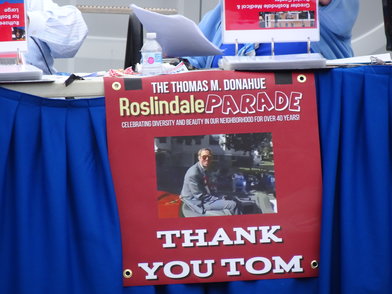 Greater Roslindale
THE THOMAS M. DONAHUE
Roslindale PARADE
CELEBRATING DIVERSITY AND BEAUTY IN OUR NEIGHBORHOOD FOR OVER 40 YEARS!
THANK
YOU TOM